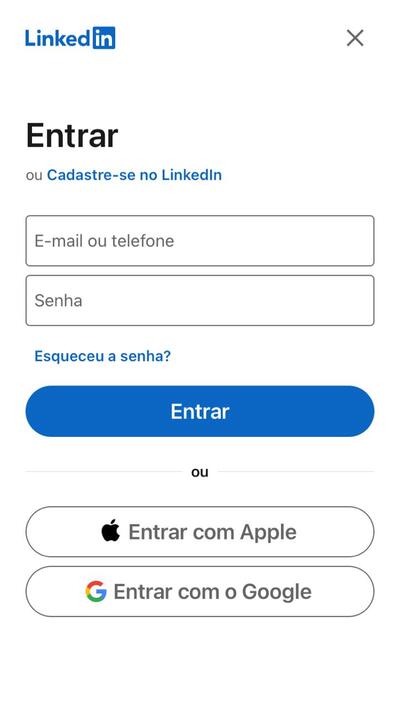 LinkedIn
Entrar
ou Cadastre-se no LinkedIn
E-mail ou telefone
Senha
Esqueceu a senha?
Entrar
ou
Entrar com Apple
Entrar com o Google